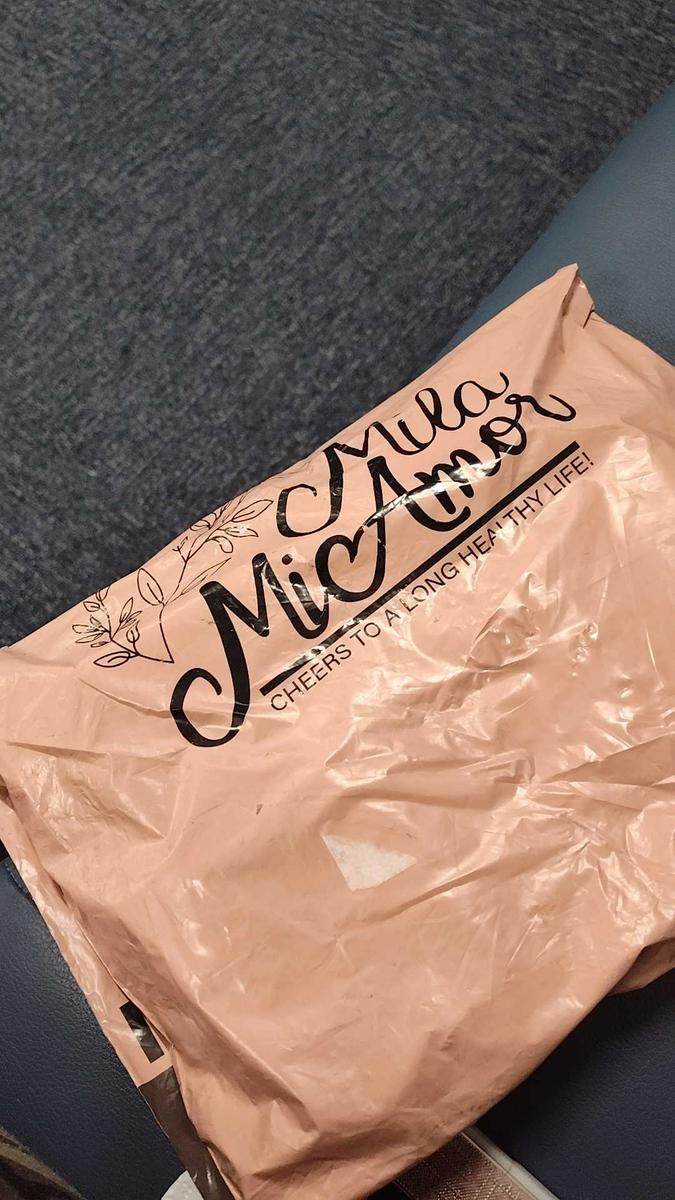 Mila
Mi Amor
CHEERS TO A LONG HEALTHY LIFE!